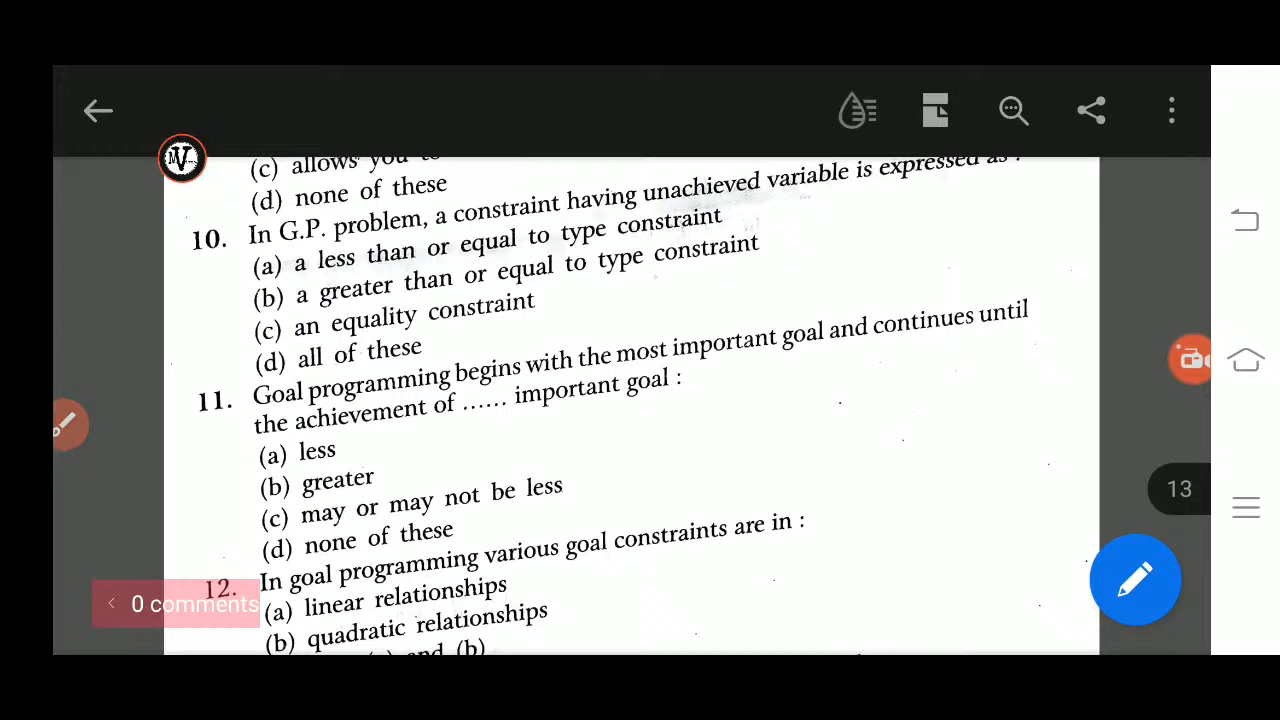 (c) allows you to
(d) none of these
10. In G.P. problem, a constraint having unachieved variable is expressed as :
(a) a less than or equal to type constraint
(b) a greater than or equal to type constraint
(c) an equality constraint
(d) all of these
11. Goal programming begins with the most important goal and continues until
the achievement of ...... important goal :
(a) less
(b) greater
(c) may or may not be less
(d) none of these
12. In goal programming various goal constraints are in :
(a) linear relationships
(b) quadratic relationships
and (b)
0 comments
13